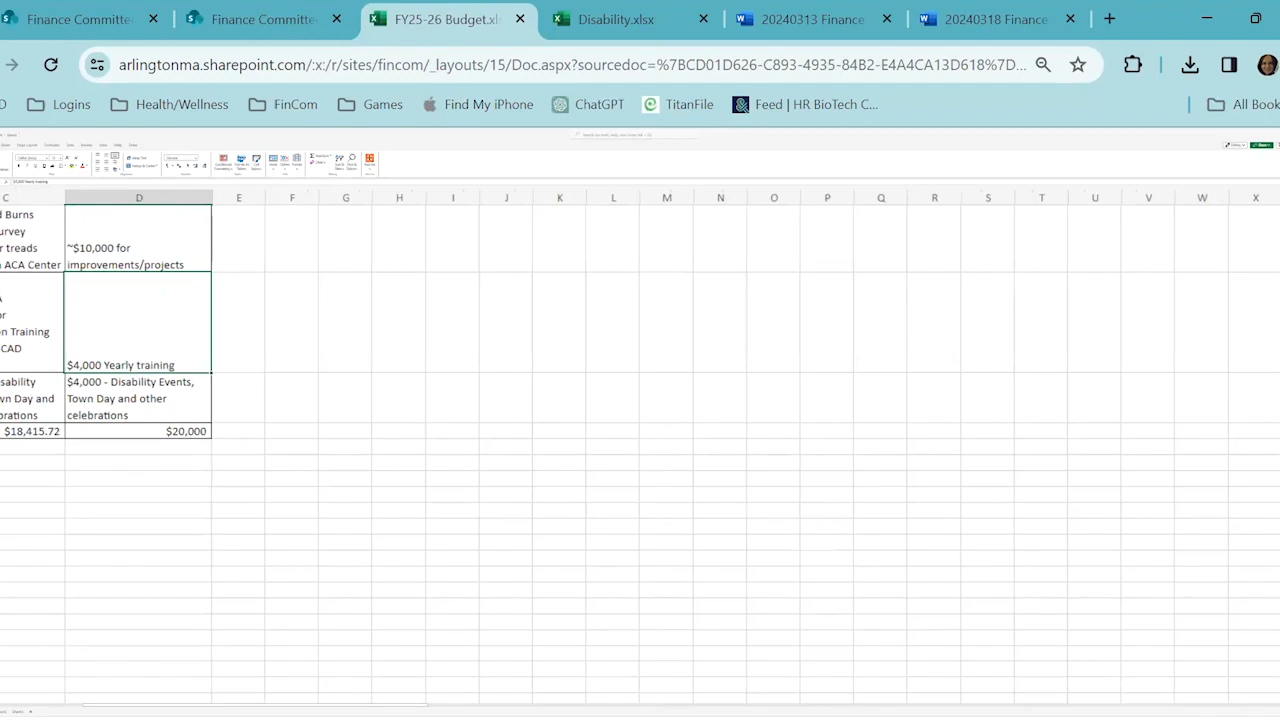 Finance Committe
Finance Committe
FY25-26 Budget.xls
Disability.xlsx
20240313 Finance
20240318 Finance
arlingtonma.sharepoint.com/:x:/r/sites/fincom/_layouts/15/Doc.aspx?sourcedoc=%7BCD01D626-C893-4935-84B2-E4A4CA13D618%7D...
Logins
Health/Wellness
FinCom
Games
Find My iPhone
ChatGPT
TitanFile
Feed | HR BioTech C...
All Book
C D E F G H I J K L M N O P Q R S T U V W X
d Burns
urvey
r treads
n ACA Center
~$10,000 for
improvements/projects
A
or
on Training
CAD
$4,000 Yearly training
sability
wn Day and
brations
$4,000 - Disability Events,
Town Day and other
celebrations
$18,415.72
$20,000